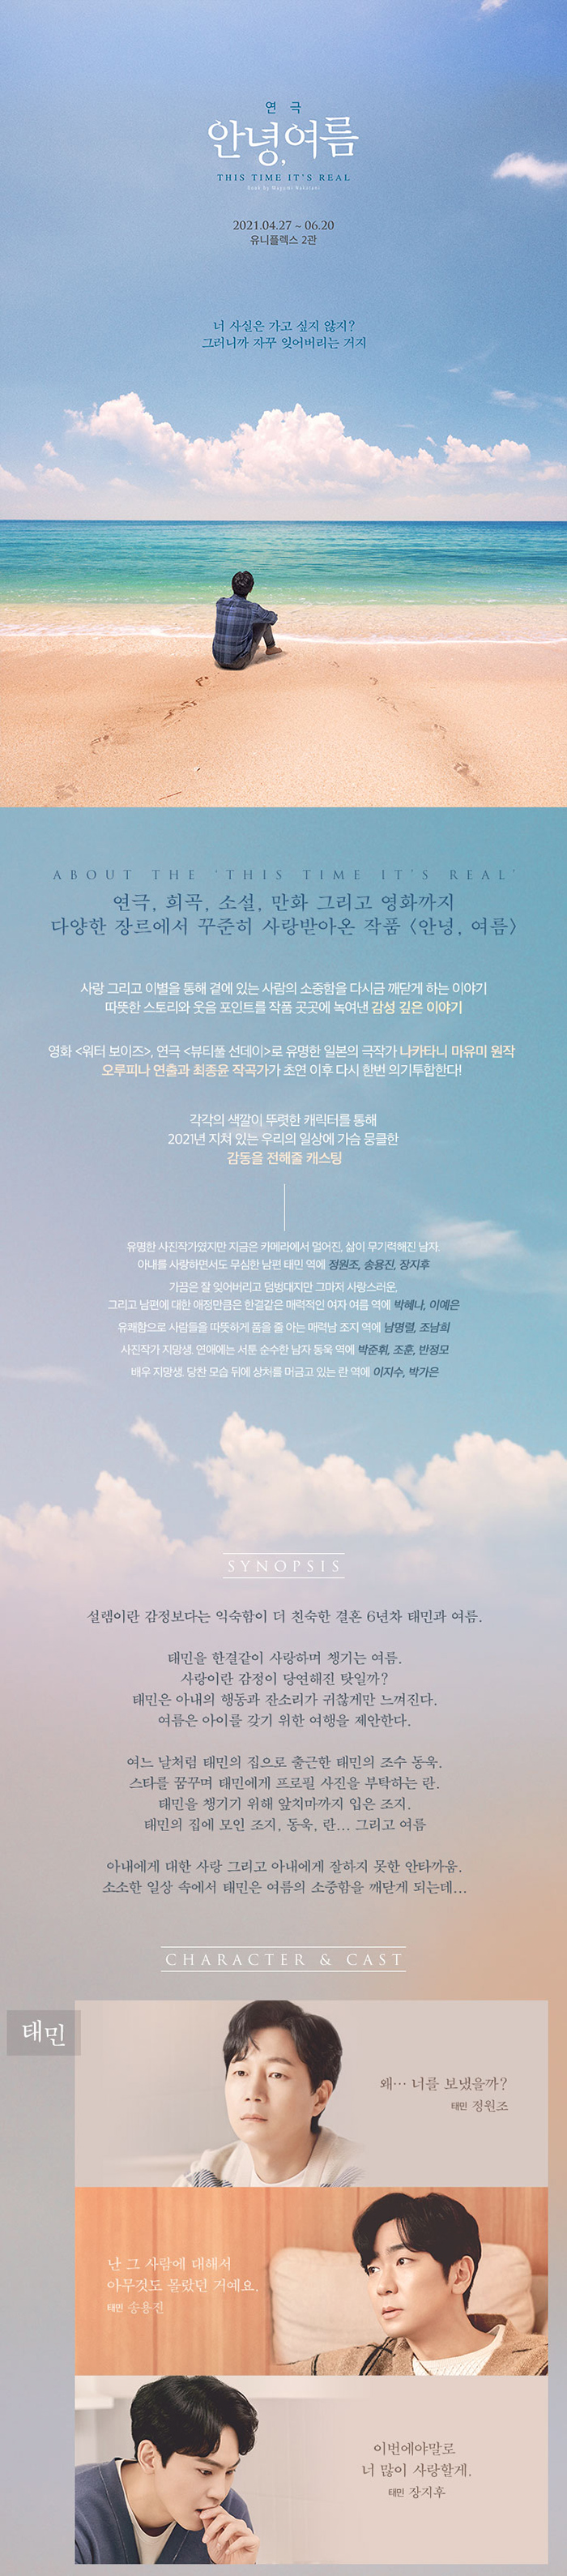 연 극
안녕, 여름
THIS TIME IT'S REAL
Book by Mayumi Nakatani
2021.04.27 ~ 06.20
유니플렉스 2관
너 사실은 가고 싶지 않지?
그러니까 자꾸 잊어버리는 거지
ABOUT THE 'THIS TIME IT'S REAL'
연극, 희곡, 소설, 만화 그리고 영화까지
다양한 장르에서 꾸준히 사랑받아온 작품 <안녕, 여름>
사랑 그리고 이별을 통해 곁에 있는 사람의 소중함을 다시금 깨닫게 하는 이야기
따뜻한 스토리와 웃음 포인트를 작품 곳곳에 녹여낸 감성 깊은 이야기
영화 <워터 보이즈>, 연극 <뷰티풀 선데이>로 유명한 일본의 극작가 나카타니 마유미 원작
오루피나 연출과 최종윤 작곡가가 초연 이후 다시 한번 의기투합한다!
각각의 색깔이 뚜렷한 캐릭터를 통해
2021년 지쳐 있는 우리의 일상에 가슴 뭉클한
감동을 전해줄 캐스팅
유명한 사진작가였지만 지금은 카메라에서 멀어진, 삶이 무기력해진 남자.
아내를 사랑하면서도 무심한 남편 태민 역에 정원조, 송용진, 장지후
가끔은 잘 잊어버리고 덤벙대지만 그마저 사랑스러운,
그리고 남편에 대한 애정만큼은 한결같은 매력적인 여자 여름 역에 박혜나, 이예은
유쾌함으로 사람들을 따뜻하게 품을 줄 아는 매력남 조지 역에 남명렬, 조남희
사진작가 지망생. 연애에는 서툰 순수한 남자 동욱 역에 박준휘, 조훈, 반정모
배우 지망생. 당찬 모습 뒤에 상처를 머금고 있는 란 역에 이지수, 박가은
SYNOPSIS
설렘이란 감정보다는 익숙함이 더 친숙한 결혼 6년차 태민과 여름.
태민을 한결같이 사랑하며 챙기는 여름.
사랑이란 감정이 당연해진 탓일까?
태민은 아내의 행동과 잔소리가 귀찮게만 느껴진다.
여름은 아이를 갖기 위한 여행을 제안한다.
여느 날처럼 태민의 집으로 출근한 태민의 조수 동욱.
스타를 꿈꾸며 태민에게 프로필 사진을 부탁하는 란.
태민을 챙기기 위해 앞치마까지 입은 조지.
태민의 집에 모인 조지, 동욱, 란... 그리고 여름
아내에게 대한 사랑 그리고 아내에게 잘하지 못한 안타까움.
소소한 일상 속에서 태민은 여름의 소중함을 깨닫게 되는데...
CHARACTER & CAST
태민
왜… 너를 보냈을까?
태민 정원조
난 그 사람에 대해서
아무것도 몰랐던 거예요.
태민 송용진
이번에야말로
너 많이 사랑할게.
태민 장지후